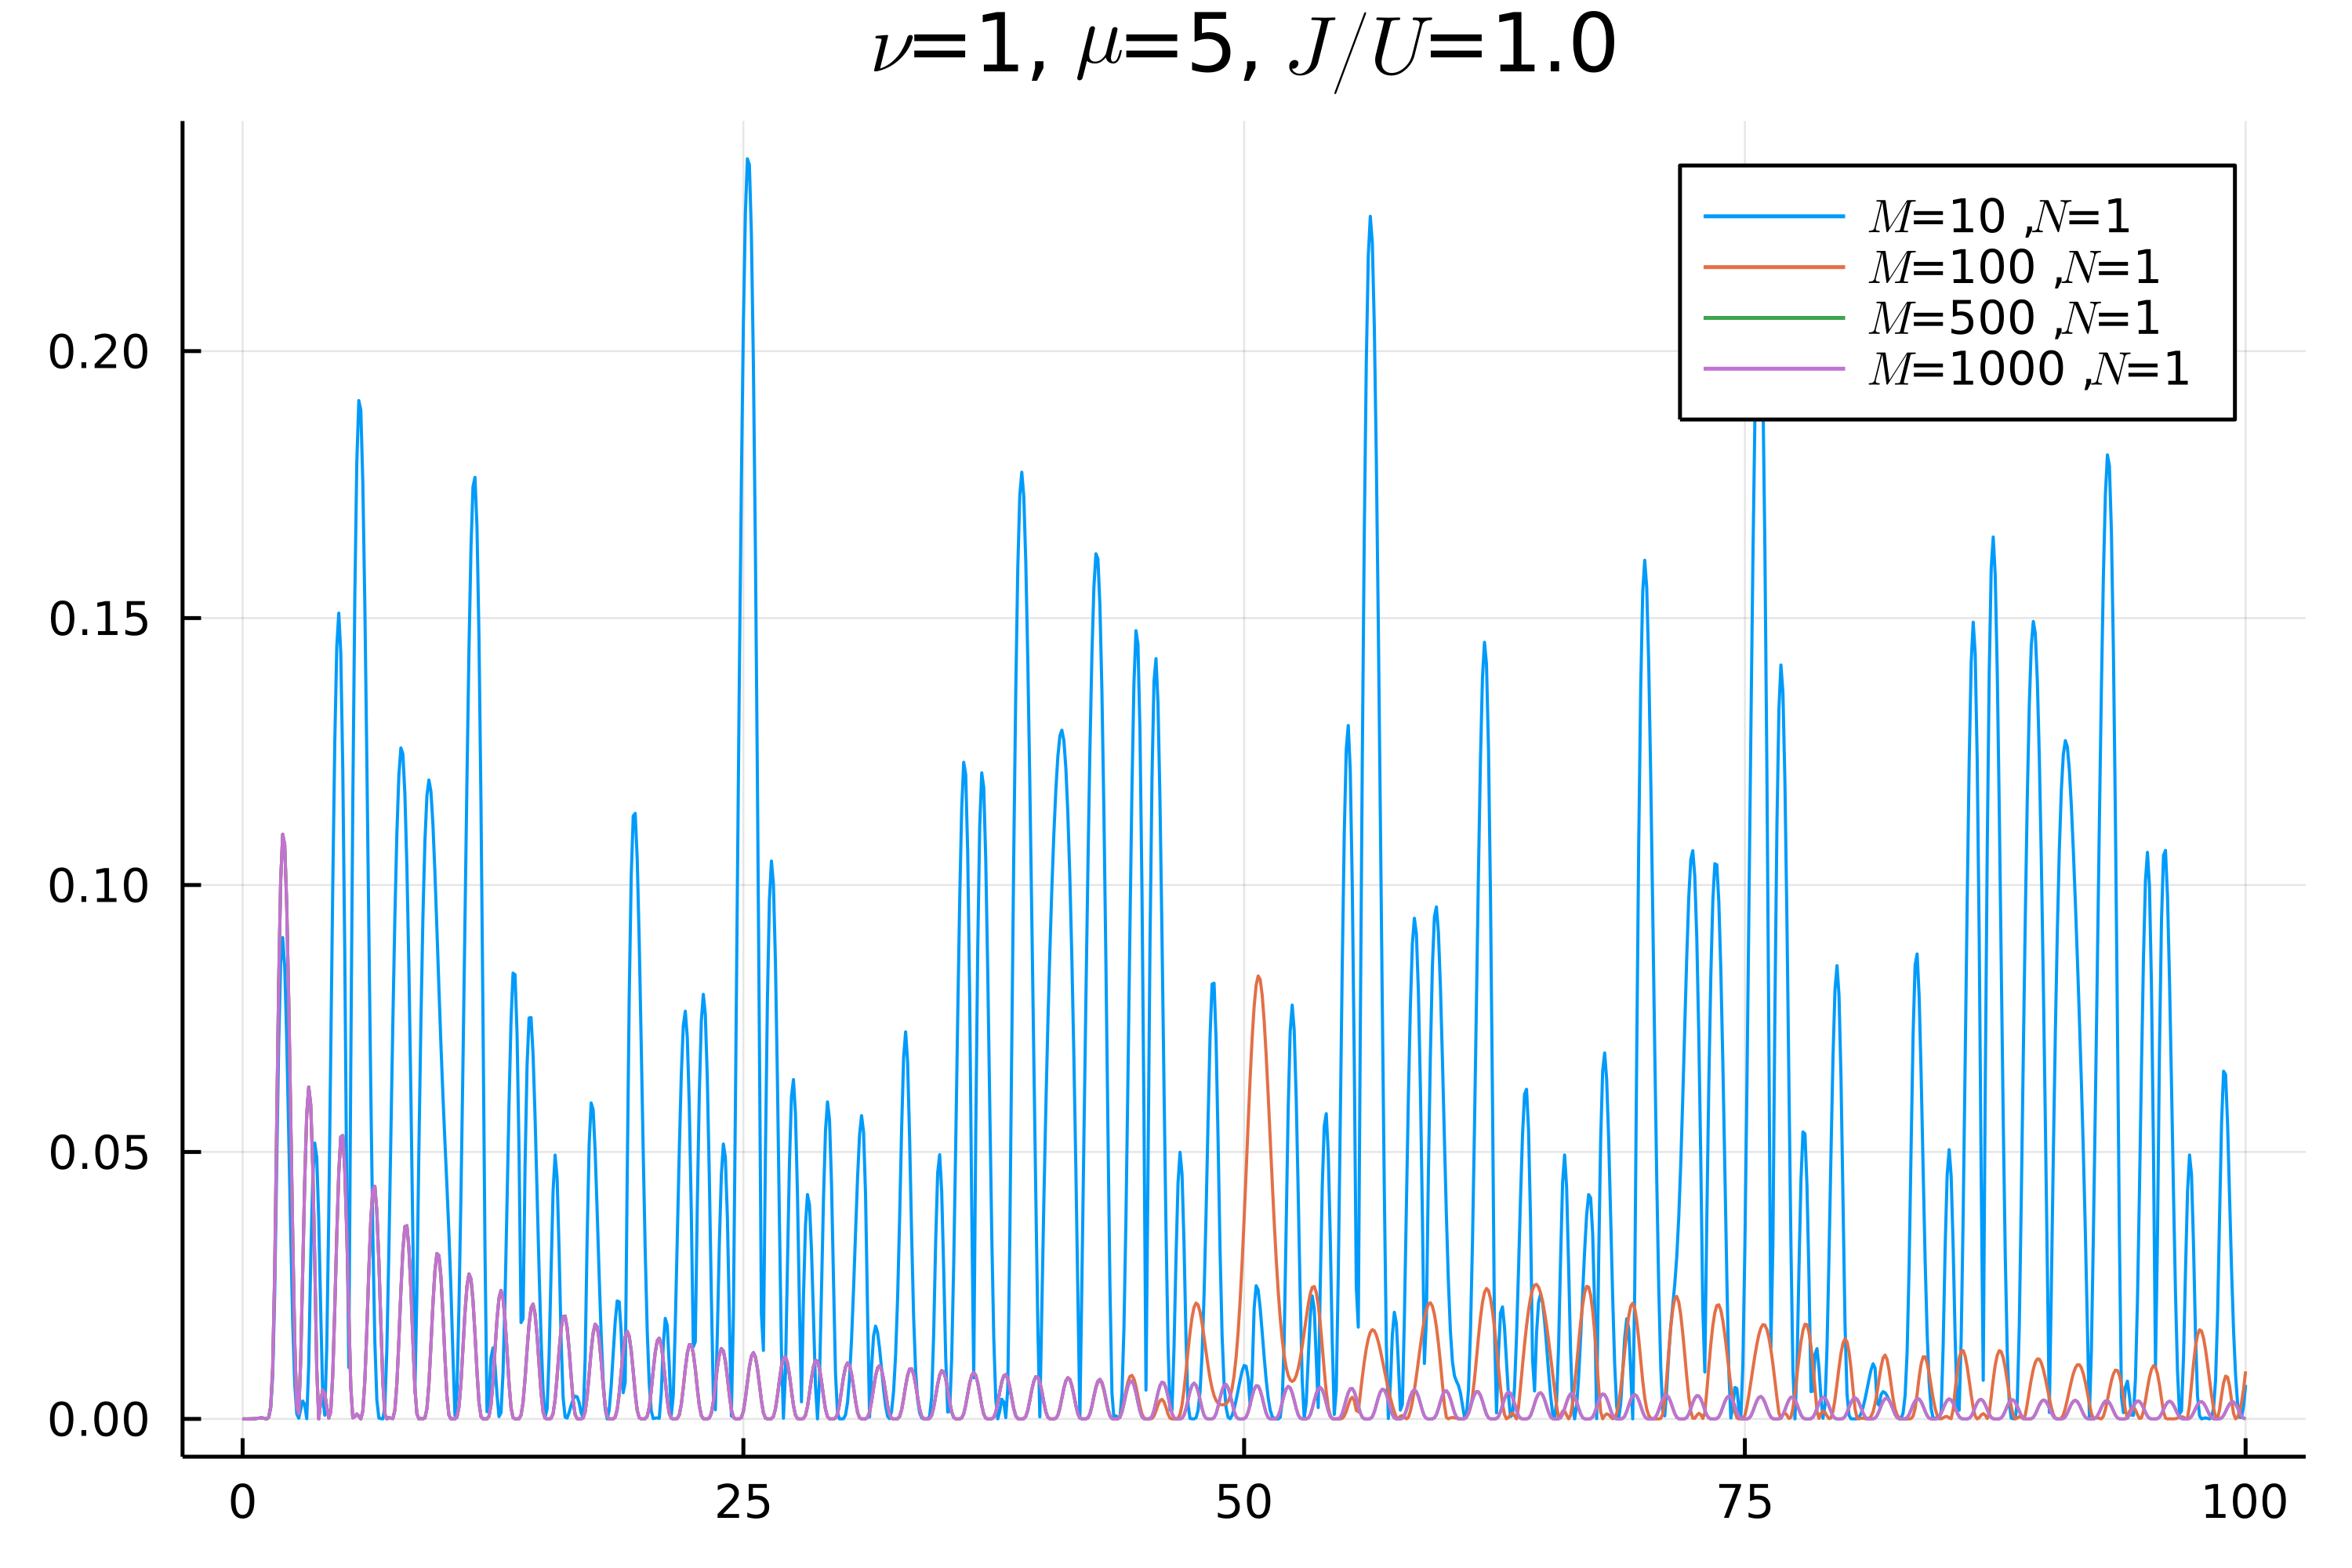 ν=1, μ=5, J/U=1.0
M=10 ,N=1
M=100 ,N=1
M=500 ,N=1
M=1000 ,N=1
0.20
0.15
0.10
0.05
0.00
0 25 50 75 100